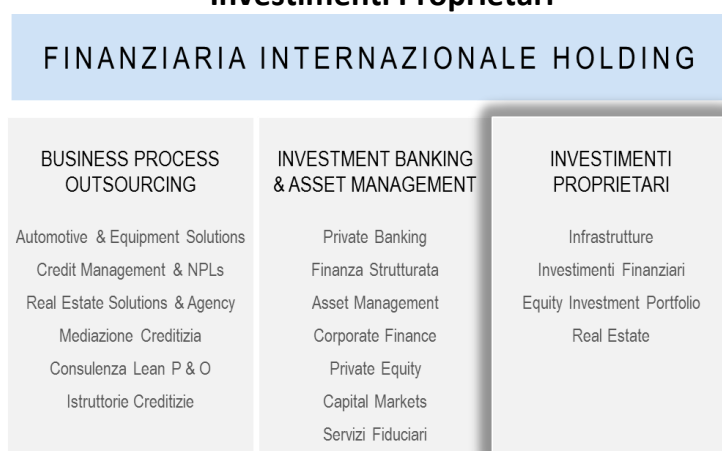 Investimenti Proprietari
FINANZIARIA INTERNAZIONALE HOLDING
BUSINESS PROCESS
OUTSOURCING
Automotive & Equipment Solutions
Credit Management & NPLs
Real Estate Solutions & Agency
Mediazione Creditizia
Consulenza Lean P & O
Istruttorie Creditizie
INVESTMENT BANKING
& ASSET MANAGEMENT
Private Banking
Finanza Strutturata
Asset Management
Corporate Finance
Private Equity
Capital Markets
Servizi Fiduciari
INVESTIMENTI
PROPRIETARI
Infrastrutture
Investimenti Finanziari
Equity Investment Portfolio
Real Estate